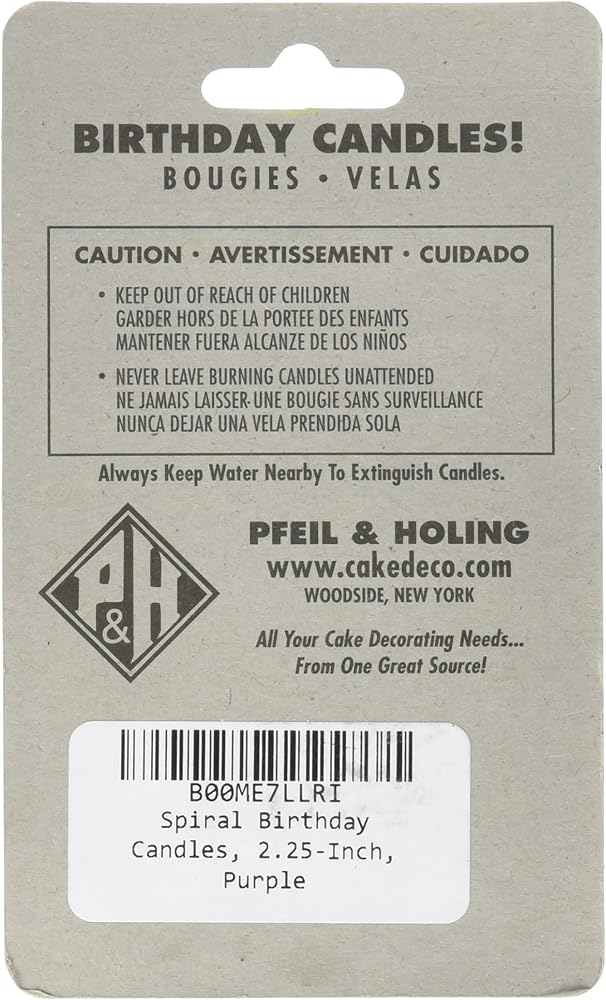 BIRTHDAY CANDLES!
BOUGIES • VELAS
CAUTION • AVERTISSEMENT • CUIDADO
• KEEP OUT OF REACH OF CHILDREN
GARDER HORS DE LA PORTEE DES ENFANTS
MANTENER FUERA ALCANZE DE LOS NIÑOS
• NEVER LEAVE BURNING CANDLES UNATTENDED
NE JAMAIS LAISSER UNE BOUGIE SANS SURVEILLANCE
NUNCA DEJAR UNA VELA PRENDIDA SOLA
Always Keep Water Nearby To Extinguish Candles.
P&H
PFEIL & HOLING
www.cakedeco.com
WOODSIDE, NEW YORK
All Your Cake Decorating Needs...
From One Great Source!
B00ME7LLRI
Spiral Birthday
Candles, 2.25-Inch,
Purple